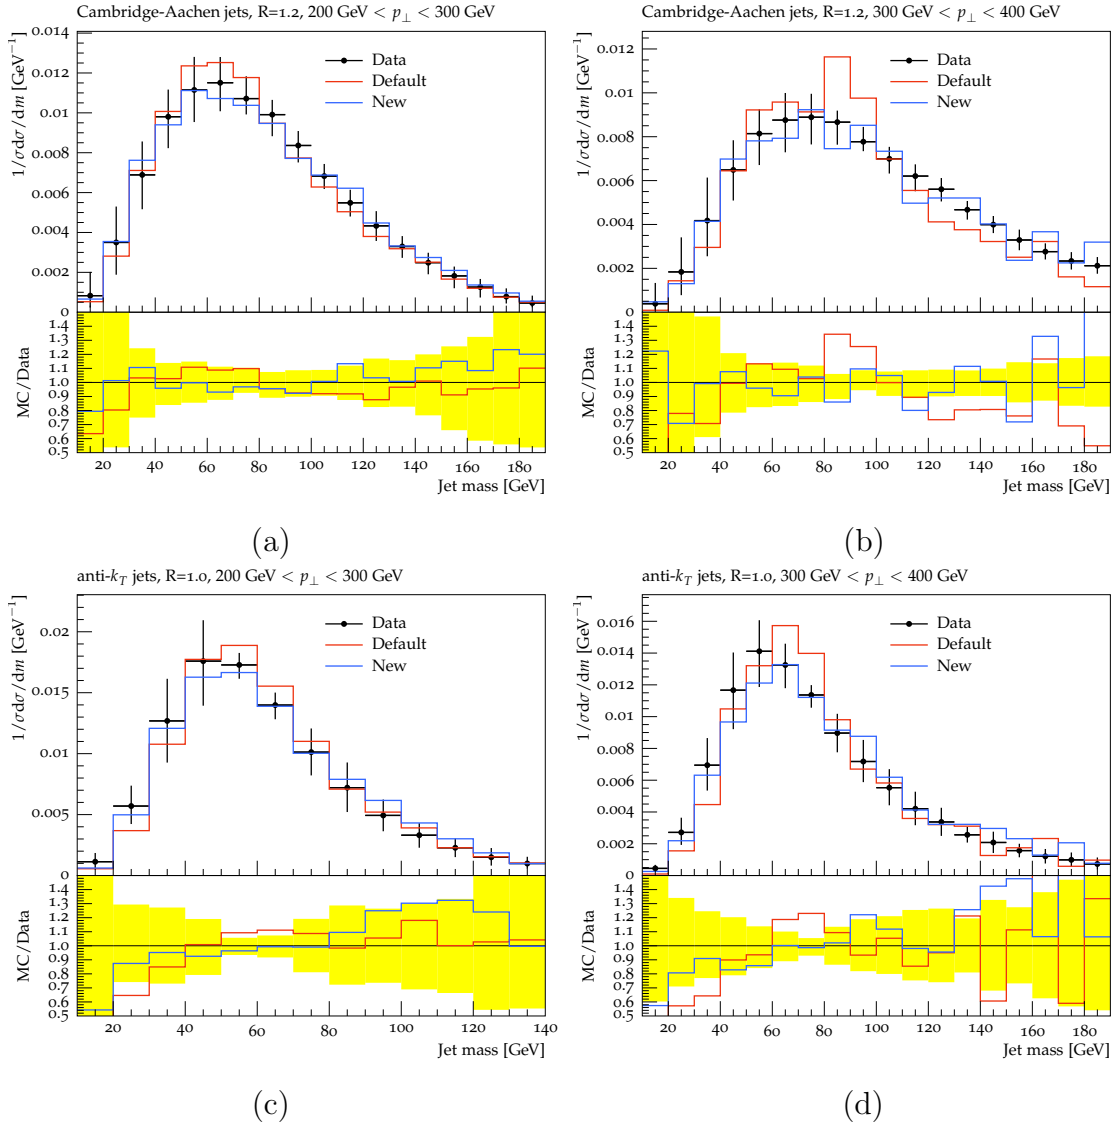 Cambridge-Aachen jets, R=1.2, 200 GeV < p⊥ < 300 GeV
1/σdσ/dm [GeV⁻¹]
0.014
0.012
0.01
0.008
0.006
0.004
0.002
0
Data
Default
New
MC/Data
1.4
1.3
1.2
1.1
1.0
0.9
0.8
0.7
0.6
0.5
20 40 60 80 100 120 140 160 180
Jet mass [GeV]
(a)
Cambridge-Aachen jets, R=1.2, 300 GeV < p⊥ < 400 GeV
1/σdσ/dm [GeV⁻¹]
0.012
0.01
0.008
0.006
0.004
0.002
0
Data
Default
New
MC/Data
1.4
1.3
1.2
1.1
1.0
0.9
0.8
0.7
0.6
0.5
20 40 60 80 100 120 140 160 180
Jet mass [GeV]
(b)
anti-k_T jets, R=1.0, 200 GeV < p⊥ < 300 GeV
1/σdσ/dm [GeV⁻¹]
0.02
0.015
0.01
0.005
0
Data
Default
New
MC/Data
1.4
1.3
1.2
1.1
1.0
0.9
0.8
0.7
0.6
0.5
20 40 60 80 100 120 140
Jet mass [GeV]
(c)
anti-k_T jets, R=1.0, 300 GeV < p⊥ < 400 GeV
1/σdσ/dm [GeV⁻¹]
0.016
0.014
0.012
0.01
0.008
0.006
0.004
0.002
0
Data
Default
New
MC/Data
1.4
1.3
1.2
1.1
1.0
0.9
0.8
0.7
0.6
0.5
20 40 60 80 100 120 140 160 180
Jet mass [GeV]
(d)